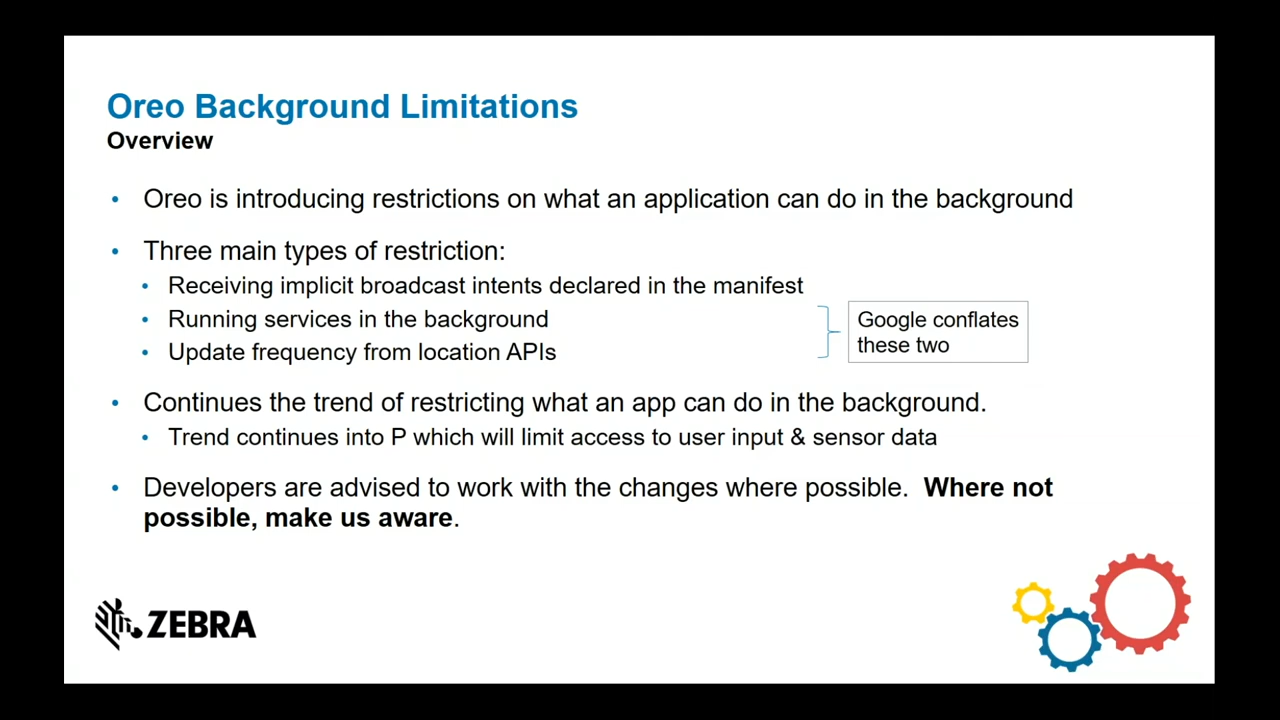 Oreo Background Limitations
Overview
• Oreo is introducing restrictions on what an application can do in the background
• Three main types of restriction:
• Receiving implicit broadcast intents declared in the manifest
• Running services in the background
• Update frequency from location APIs
Google conflates
these two
• Continues the trend of restricting what an app can do in the background.
• Trend continues into P which will limit access to user input & sensor data
• Developers are advised to work with the changes where possible. Where not
possible, make us aware.
ZEBRA